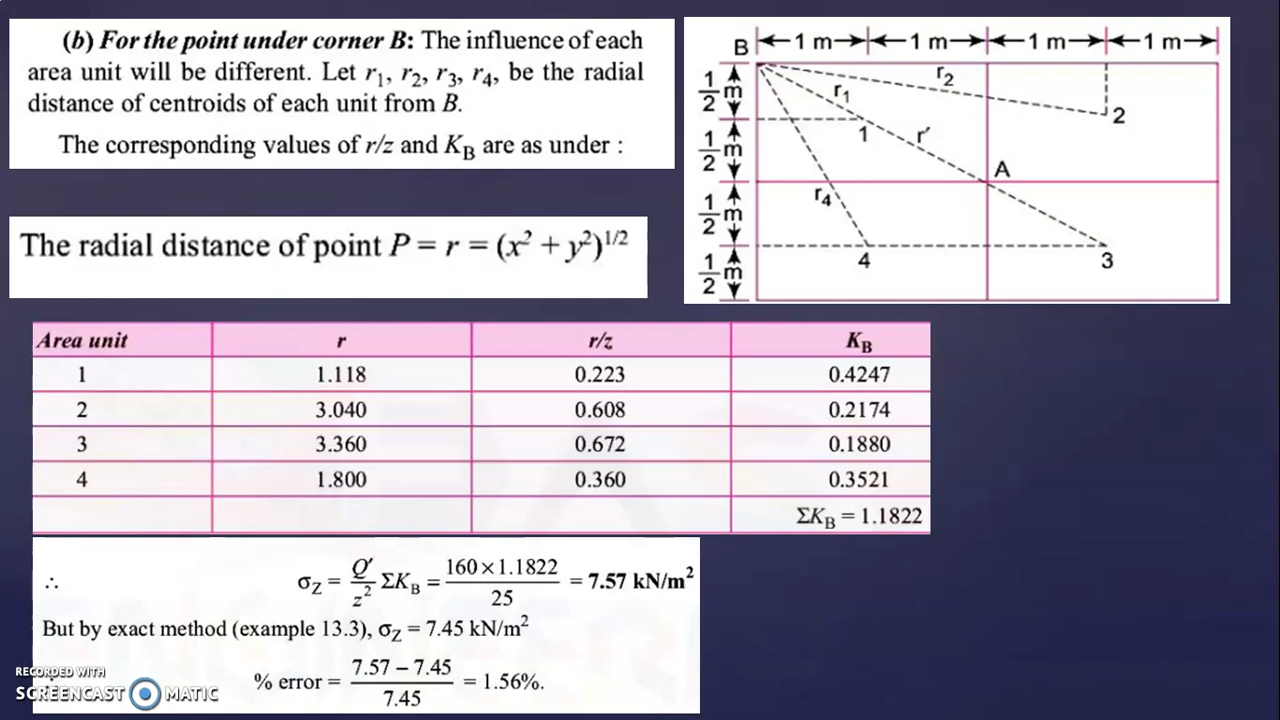 (b) For the point under corner B: The influence of each
area unit will be different. Let r₁, r₂, r₃, r₄, be the radial
distance of centroids of each unit from B.
The corresponding values of r/z and K_B are as under :
The radial distance of point P = r = (x² + y²)^1/2
B 1 m 1 m 1 m 1 m
1/2 m
1/2 m
1/2 m
1/2 m
r₂
r₁
2
1
r′
A
r₄
4
3
Area unit r r/z K_B
1 1.118 0.223 0.4247
2 3.040 0.608 0.2174
3 3.360 0.672 0.1880
4 1.800 0.360 0.3521
ΣK_B = 1.1822
∴ σ_Z = Q′/z² ΣK_B = 160 × 1.1822/25 = 7.57 kN/m²
But by exact method (example 13.3), σ_Z = 7.45 kN/m²
% error = 7.57 – 7.45/7.45 = 1.56%.
RECORDED WITH
SCREENCAST MATIC